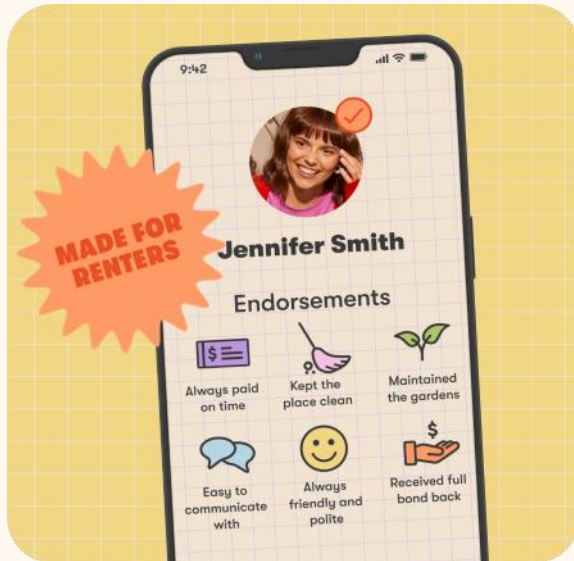 9:42
MADE FOR
RENTERS
Jennifer Smith
Endorsements
$
Always paid
on time
Kept the
place clean
Maintained
the gardens
Easy to
communicate
with
Always
friendly and
polite
$
Received full
bond back